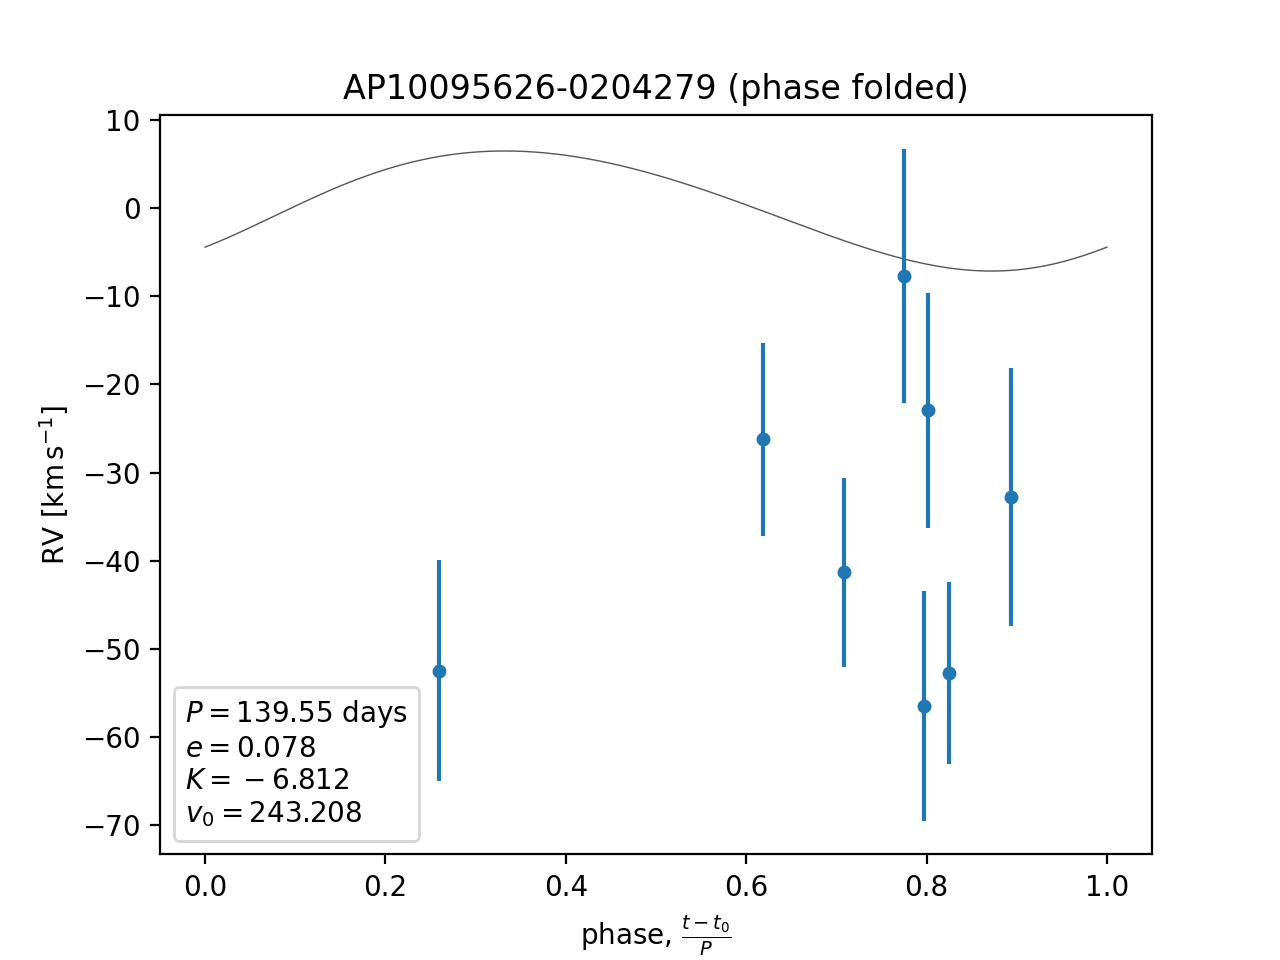 AP10095626-0204279 (phase folded)
10
0
−10
−20
−30
−40
−50
−60
−70
RV [km s⁻¹]
P = 139.55 days
e = 0.078
K = −6.812
v₀ = 243.208
0.0 0.2 0.4 0.6 0.8 1.0
phase, (t − t₀)/P